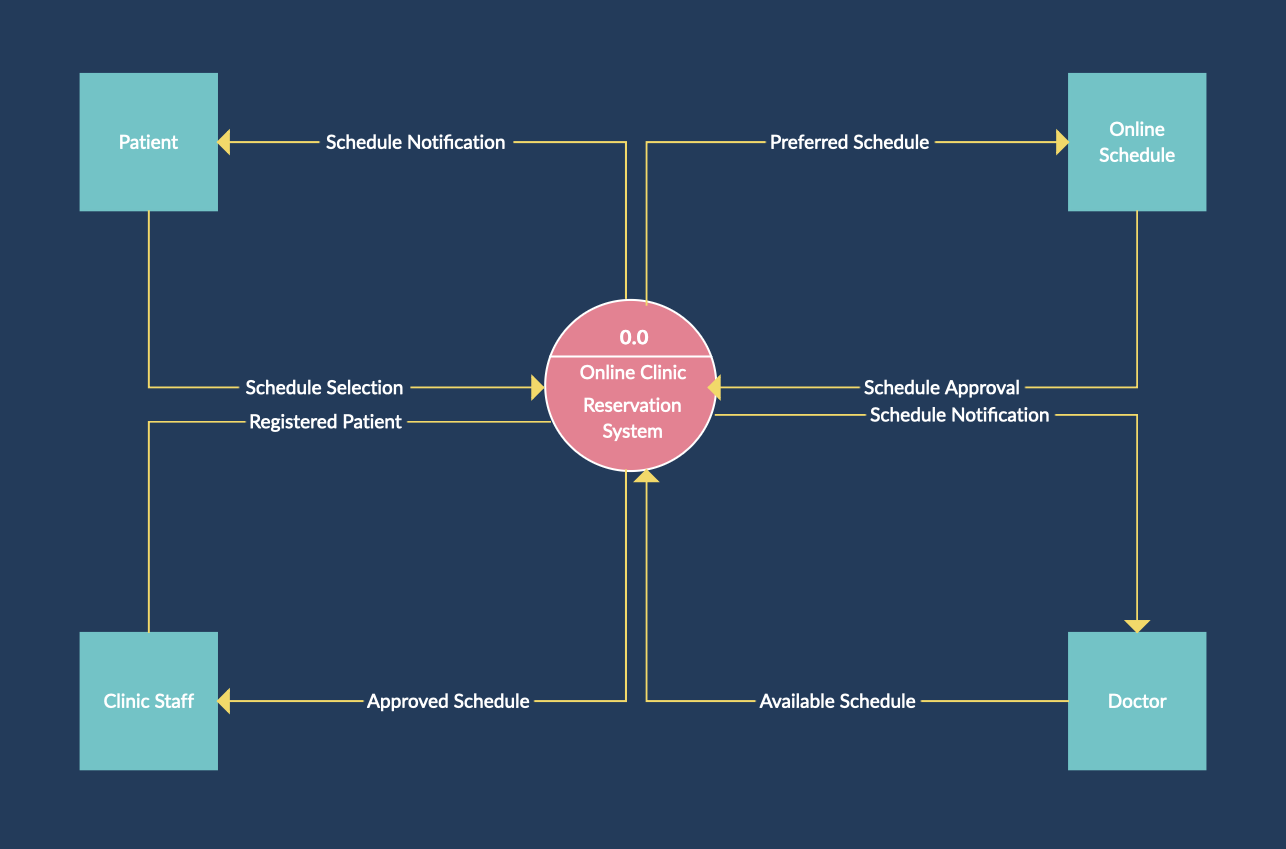 Patient
Schedule Notification
Preferred Schedule
Online
Schedule
0.0
Online Clinic
Reservation
System
Schedule Selection
Registered Patient
Schedule Approval
Schedule Notification
Clinic Staff
Approved Schedule
Available Schedule
Doctor